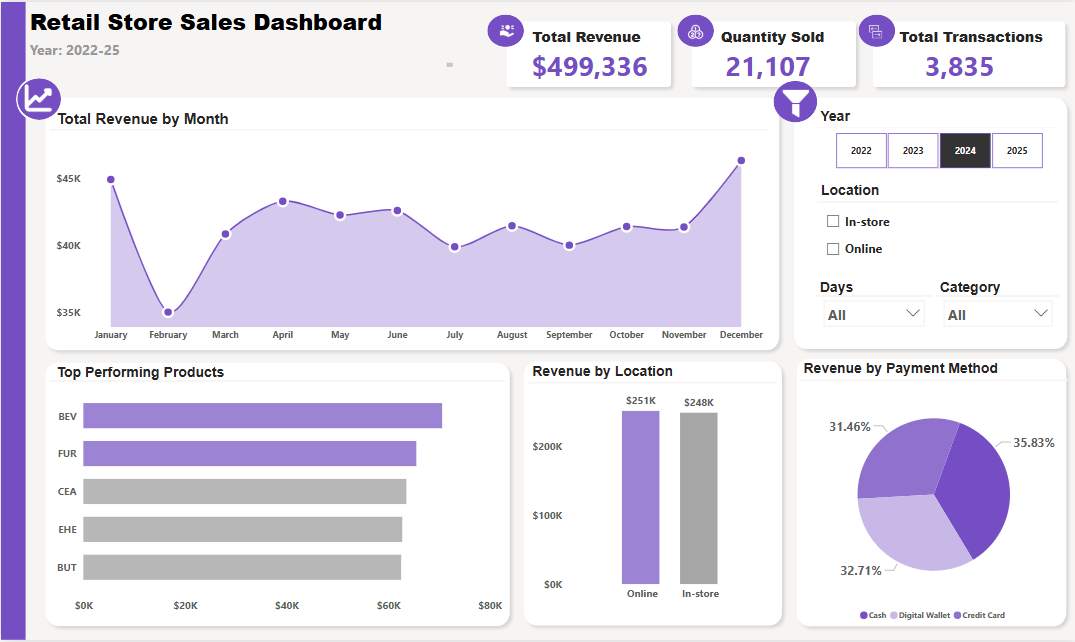 Retail Store Sales Dashboard
Year: 2022-25
Total Revenue
$499,336
Quantity Sold
21,107
Total Transactions
3,835
Total Revenue by Month
$45K
$40K
$35K
January February March April May June July August September October November December
Year
2022 2023 2024 2025
Location
In-store
Online
Days Category
All All
Top Performing Products
BEV
FUR
CEA
EHE
BUT
$0K $20K $40K $60K $80K
Revenue by Location
$251K $248K
$200K
$100K
$0K
Online In-store
Revenue by Payment Method
31.46%
35.83%
32.71%
Cash Digital Wallet Credit Card